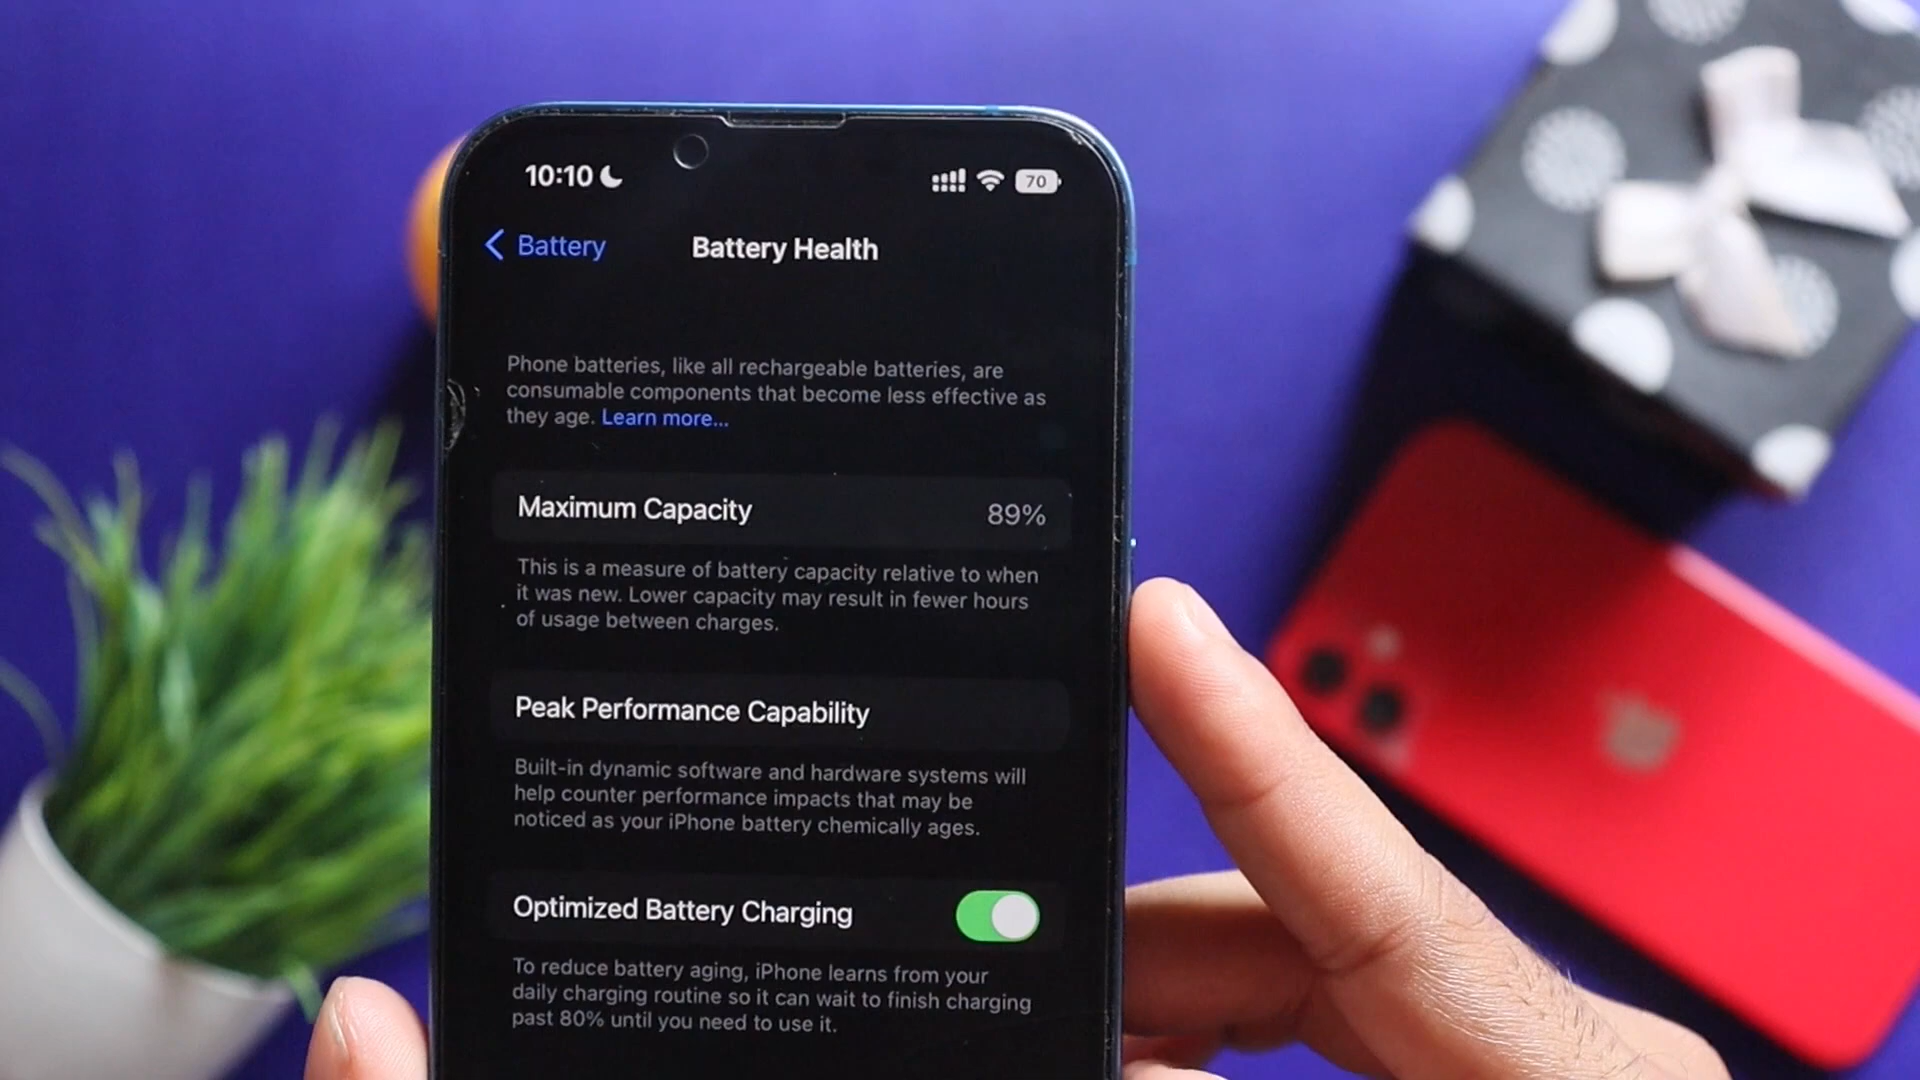 10:10
70
Battery
Battery Health
Phone batteries, like all rechargeable batteries, are
consumable components that become less effective as
they age. Learn more...
Maximum Capacity
89%
This is a measure of battery capacity relative to when
it was new. Lower capacity may result in fewer hours
of usage between charges.
Peak Performance Capability
Built-in dynamic software and hardware systems will
help counter performance impacts that may be
noticed as your iPhone battery chemically ages.
Optimized Battery Charging
To reduce battery aging, iPhone learns from your
daily charging routine so it can wait to finish charging
past 80% until you need to use it.